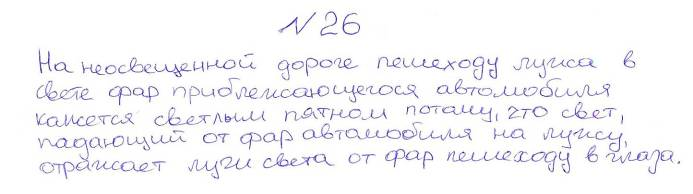 N 26
На неосвещенной дороге пешеходу лужа в
свете фар приближающегося автомобиля
кажется светлым пятном потому, что свет,
падающий от фар автомобиля на лужу,
отражает лучи света от фар пешеходу в глаза.